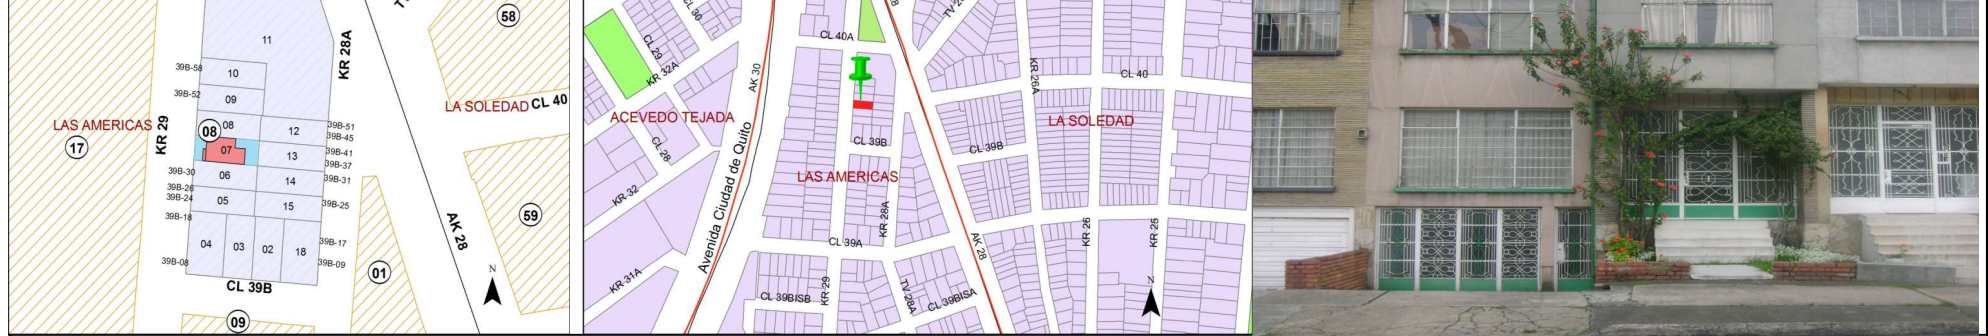 58
11
KR 28A
39B-58
10
LA SOLEDAD
CL 40
39B-52
09
LAS AMERICAS
KR 29
08
08
12
39B-51
39B-45
17
07
13
39B-41
39B-37
39B-30
06
14
39B-31
39B-26
39B-24
05
15
39B-25
39B-18
59
AK 28
04
03
02
18
39B-17
39B-08
39B-09
01
CL 39B
N
09
CL 30
CL 40A
CL 29
KR 32A
AK 30
KR 26A
CL 40
ACEVEDO TEJADA
LA SOLEDAD
CL 28
CL 39B
CL 39B
Avenida Ciudad de Quito
LAS AMERICAS
KR 32
KR 28A
KR 26
KR 25
CL 39A
AK 28
KR 31A
KR 29
TV 28A
N
CL 39BISB
CL 39BISA